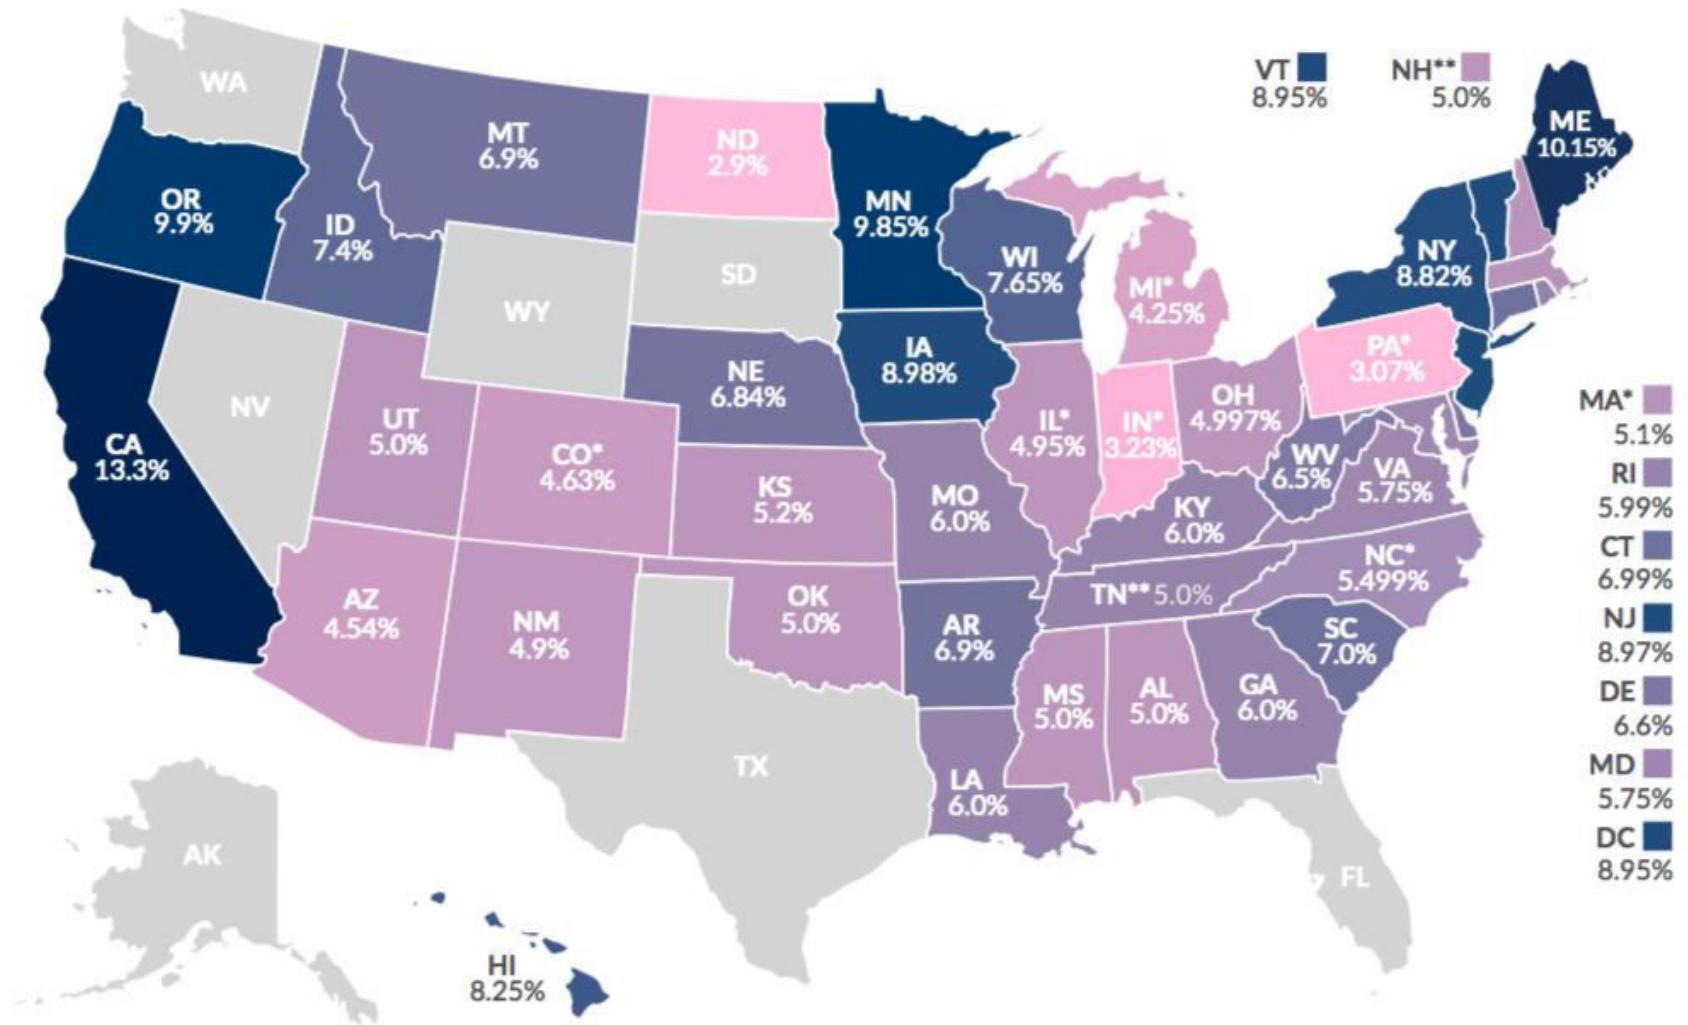 WA
VT
8.95%
NH**
5.0%
ME
10.15%
MT
6.9%
ND
2.9%
OR
9.9%
ID
7.4%
MN
9.85%
WI
7.65%
NY
8.82%
SD
WY
MI*
4.25%
PA*
3.07%
IA
8.98%
NE
6.84%
NV
UT
5.0%
CO*
4.63%
CA
13.3%
IL*
4.95%
IN*
3.23%
OH
4.997%
WV
6.5%
VA
5.75%
KS
5.2%
MO
6.0%
KY
6.0%
NC*
5.499%
TN** 5.0%
AZ
4.54%
NM
4.9%
OK
5.0%
AR
6.9%
SC
7.0%
MS
5.0%
AL
5.0%
GA
6.0%
TX
LA
6.0%
AK
FL
HI
8.25%
MA*
5.1%
RI
5.99%
CT
6.99%
NJ
8.97%
DE
6.6%
MD
5.75%
DC
8.95%